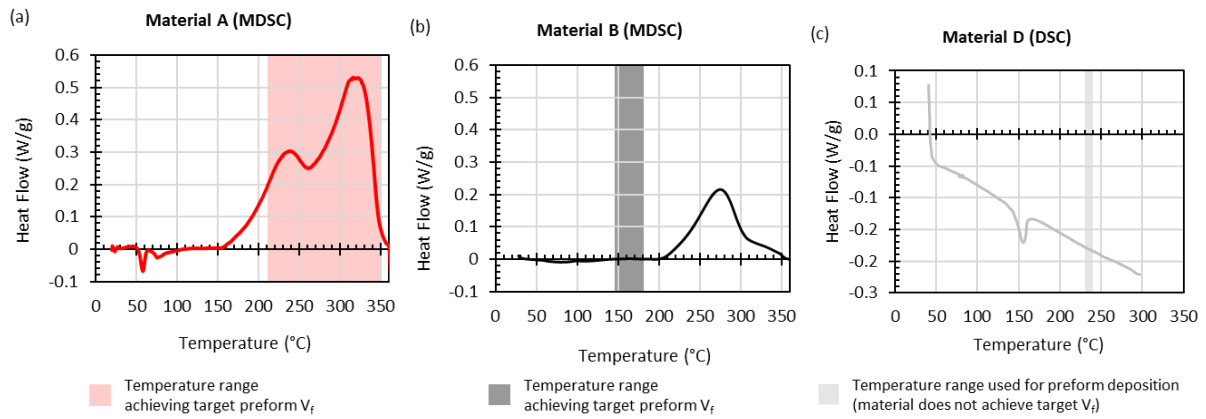 (a)
Material A (MDSC)
0.6
0.5
0.4
0.3
0.2
0.1
0
-0.1
Heat Flow (W/g)
0 50 100 150 200 250 300 350
Temperature (°C)
Temperature range
achieving target preform Vf
(b)
Material B (MDSC)
0.6
0.5
0.4
0.3
0.2
0.1
0
-0.1
Heat Flow (W/g)
0 50 100 150 200 250 300 350
Temperature (°C)
Temperature range
achieving target preform Vf
(c)
Material D (DSC)
0.1
0.1
0.0
-0.1
-0.1
-0.2
-0.2
-0.3
Heat Flow (W/g)
0 50 100 150 200 250 300 350
Temperature (°C)
Temperature range used for preform deposition
(material does not achieve target Vf)